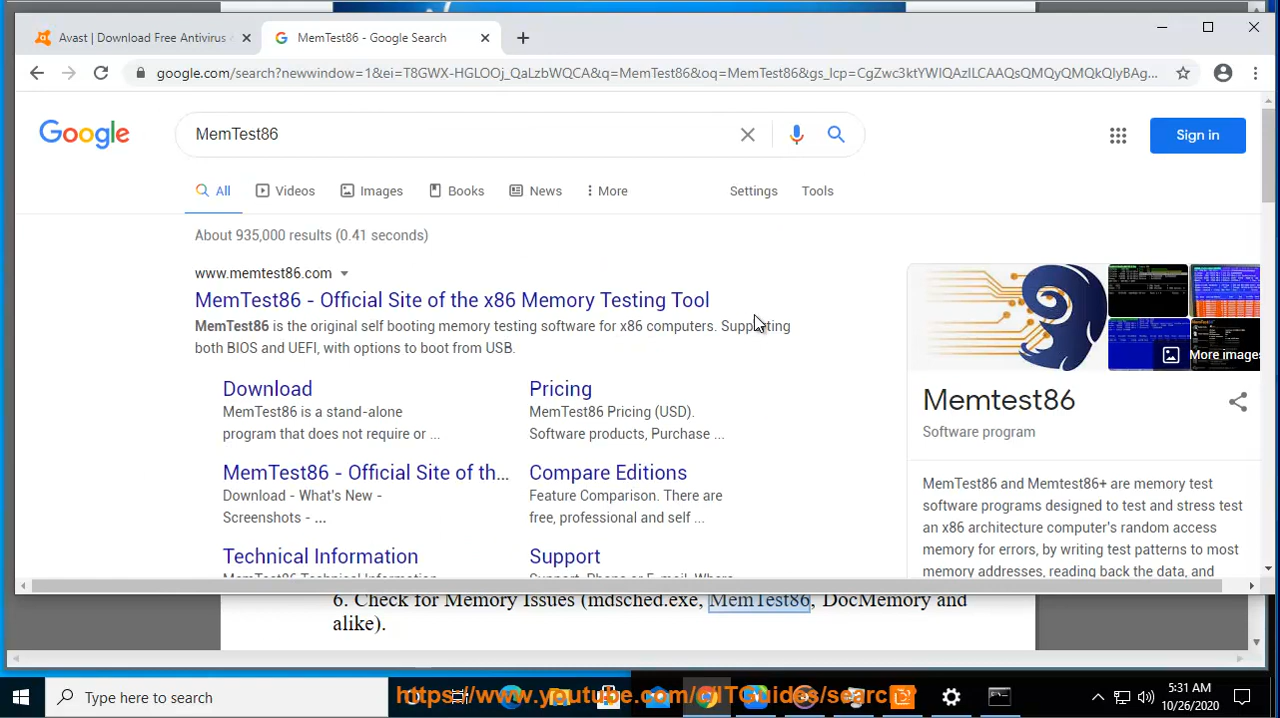 Avast | Download Free Antivirus
MemTest86 - Google Search
google.com/search?newwindow=1&ei=T8GWX-HGLOOj_QaLzbWQCA&q=MemTest86&oq=MemTest86&gs_lcp=CgZwc3ktYWIQAzILCAAQsQMQyQMQkQIyBAg...
Google
MemTest86
Sign in
All
Videos
Images
Books
News
More
Settings
Tools
About 935,000 results (0.41 seconds)
www.memtest86.com
MemTest86 - Official Site of the x86 Memory Testing Tool
MemTest86 is the original self booting memory testing software for x86 computers. Supporting
both BIOS and UEFI, with options to boot from USB.
Download
MemTest86 is a stand-alone
program that does not require or ...
Pricing
MemTest86 Pricing (USD).
Software products, Purchase ...
MemTest86 - Official Site of th...
Download - What's New -
Screenshots - ...
Compare Editions
Feature Comparison. There are
free, professional and self ...
Technical Information
MemTest86 Technical Information
Support
Support. Phone or E-mail. Where
More images
Memtest86
Software program
MemTest86 and Memtest86+ are memory test
software programs designed to test and stress test
an x86 architecture computer's random access
memory for errors, by writing test patterns to most
memory addresses, reading back the data, and
6. Check for Memory Issues (mdsched.exe, MemTest86, DocMemory and
alike).
Type here to search
https://www.youtube.com/@ITGuides/search?
5:31 AM
10/26/2020